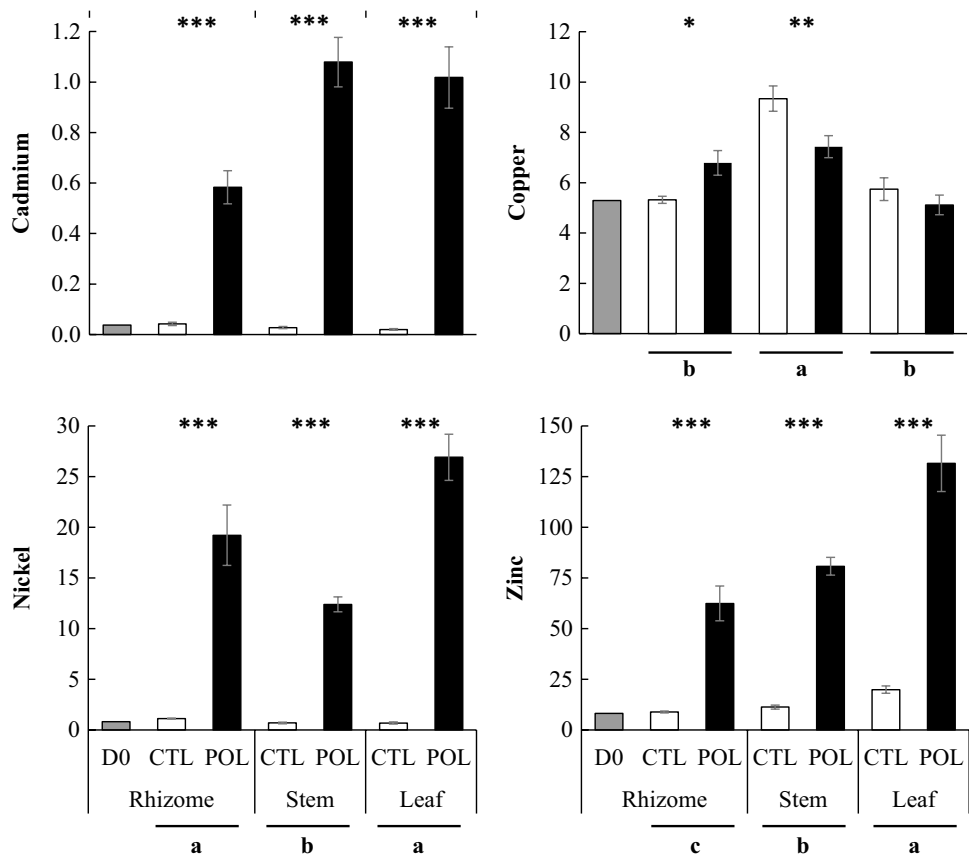 *** *** ***
1.2
1.0
0.8
0.6
0.4
0.2
0.0
Cadmium
* **
12
10
8
6
4
2
0
Copper
b a b
*** *** ***
30
25
20
15
10
5
0
Nickel
D0 CTL POL CTL POL CTL POL
Rhizome Stem Leaf
a b a
*** *** ***
150
125
100
75
50
25
0
Zinc
D0 CTL POL CTL POL CTL POL
Rhizome Stem Leaf
c b a